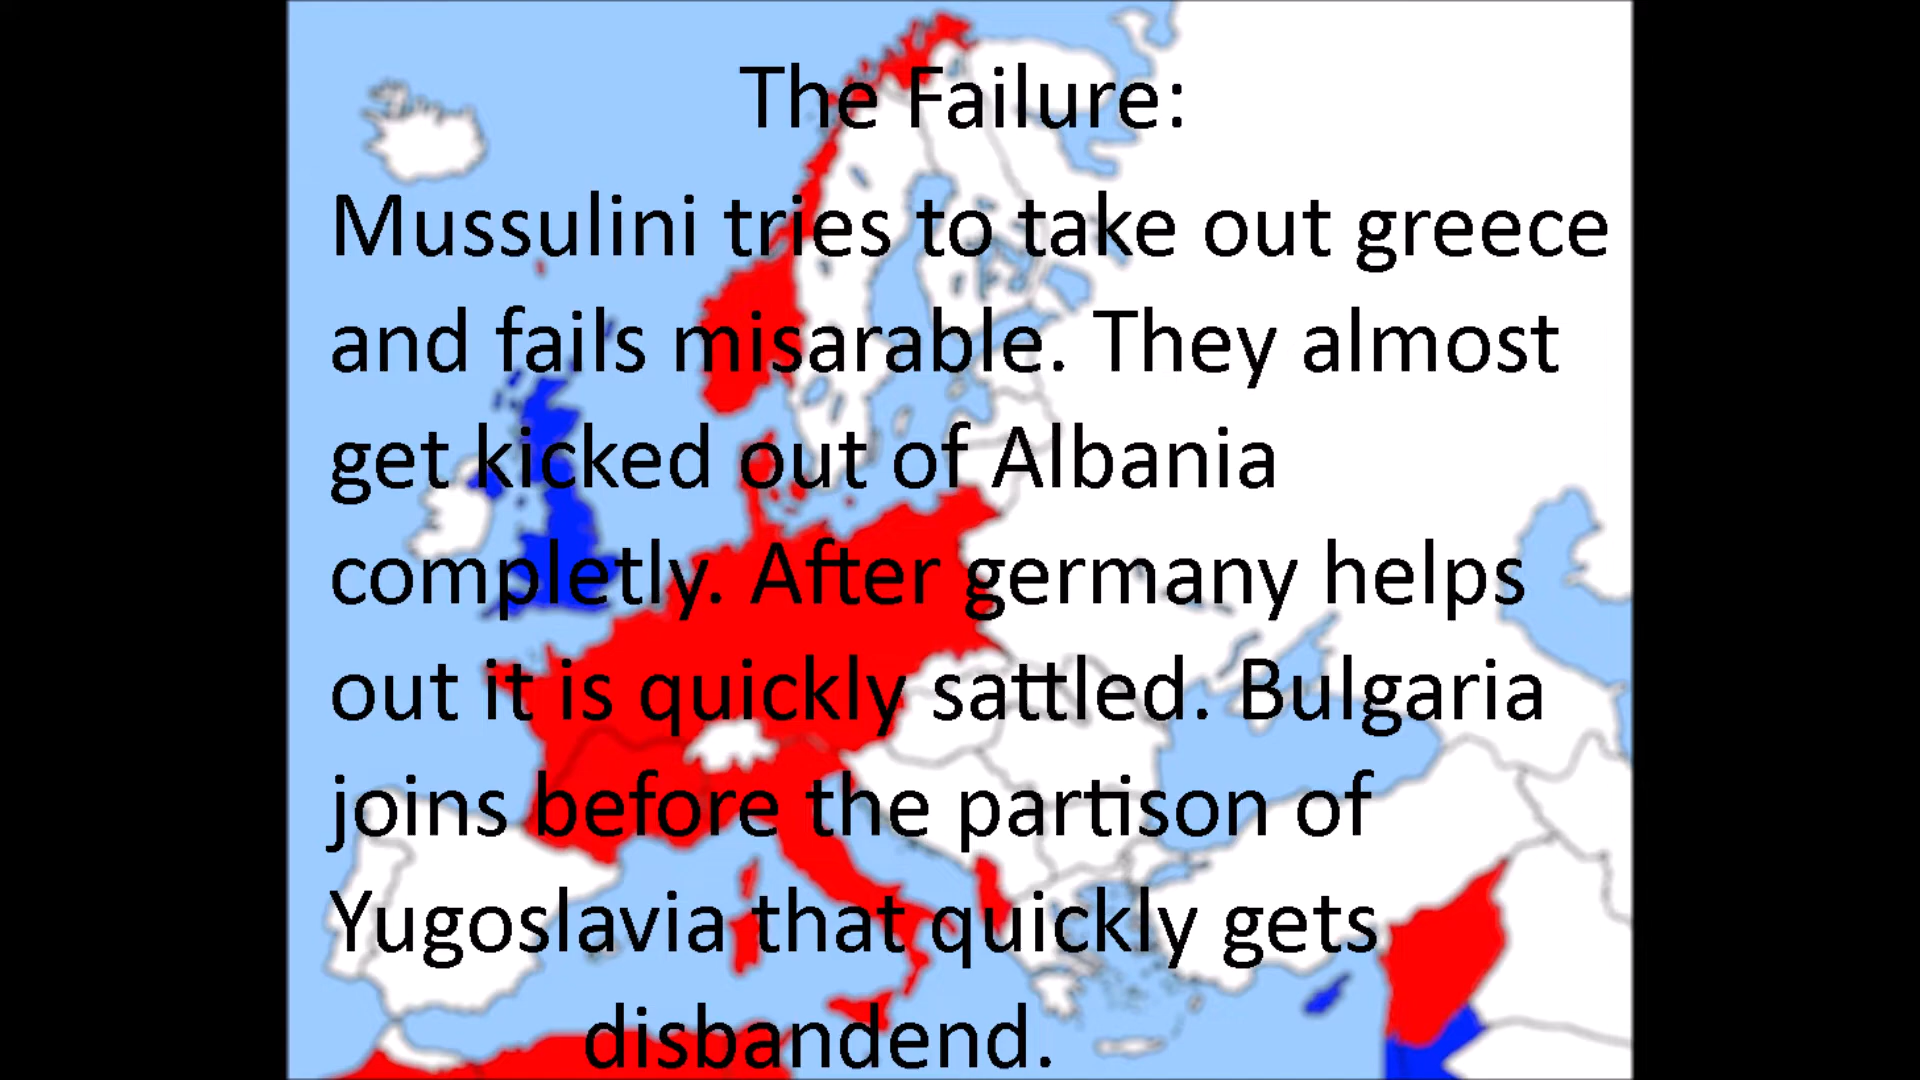 The Failure:
Mussulini tries to take out greece
and fails misarable. They almost
get kicked out of Albania
completly. After germany helps
out it is quickly sattled. Bulgaria
joins before the partison of
Yugoslavia that quickly gets
disbandend.